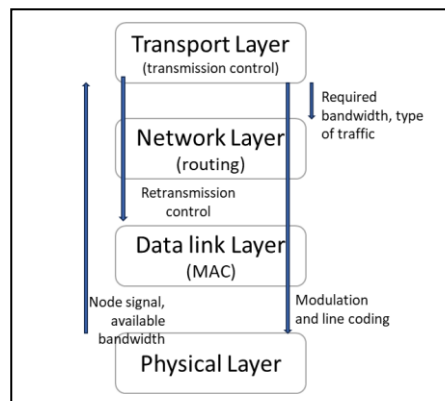 Transport Layer
(transmission control)
Required
bandwidth, type
of traffic
Network Layer
(routing)
Retransmission
control
Data link Layer
(MAC)
Node signal,
available
bandwidth
Modulation
and line coding
Physical Layer